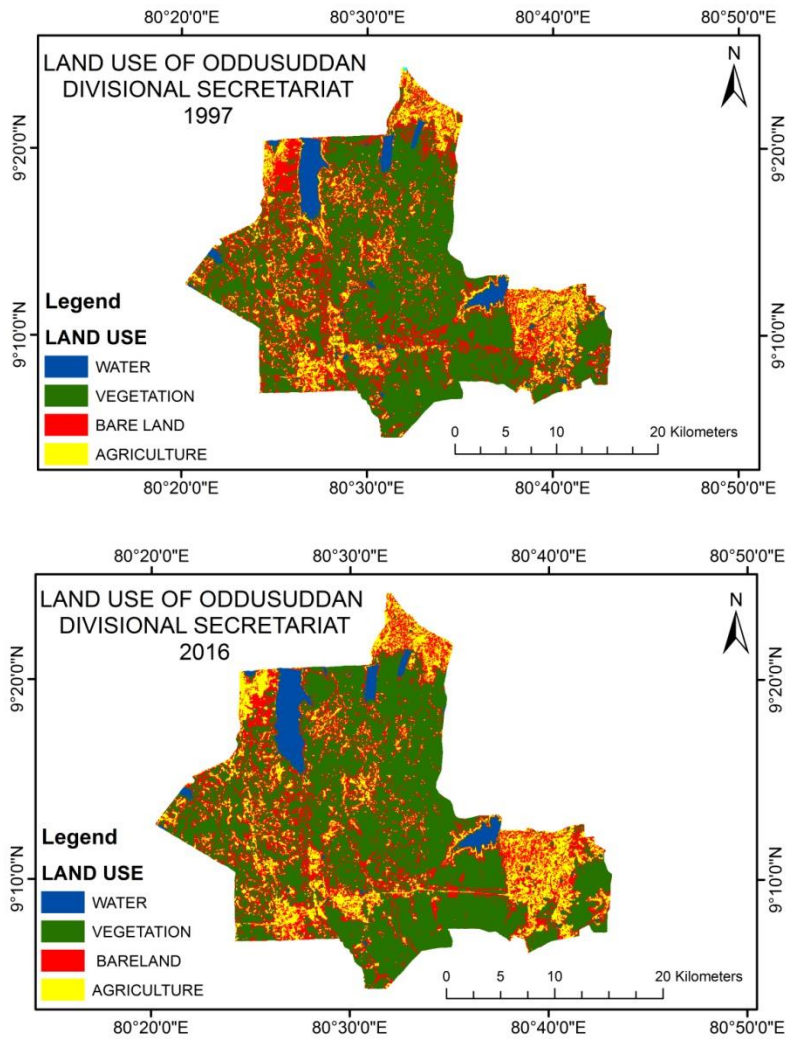 80°20'0"E 80°30'0"E 80°40'0"E 80°50'0"E
LAND USE OF ODDUSUDDAN
DIVISIONAL SECRETARIAT
1997
N
9°20'0"N 9°20'0"N
Legend
LAND USE
9°10'0"N 9°10'0"N
WATER
VEGETATION
BARE LAND
AGRICULTURE
0 5 10 20 Kilometers
80°20'0"E 80°30'0"E 80°40'0"E 80°50'0"E
80°20'0"E 80°30'0"E 80°40'0"E 80°50'0"E
LAND USE OF ODDUSUDDAN
DIVISIONAL SECRETARIAT
2016
N
9°20'0"N 9°20'0"N
Legend
LAND USE
9°10'0"N 9°10'0"N
WATER
VEGETATION
BARELAND
AGRICULTURE
0 5 10 20 Kilometers
80°20'0"E 80°30'0"E 80°40'0"E 80°50'0"E